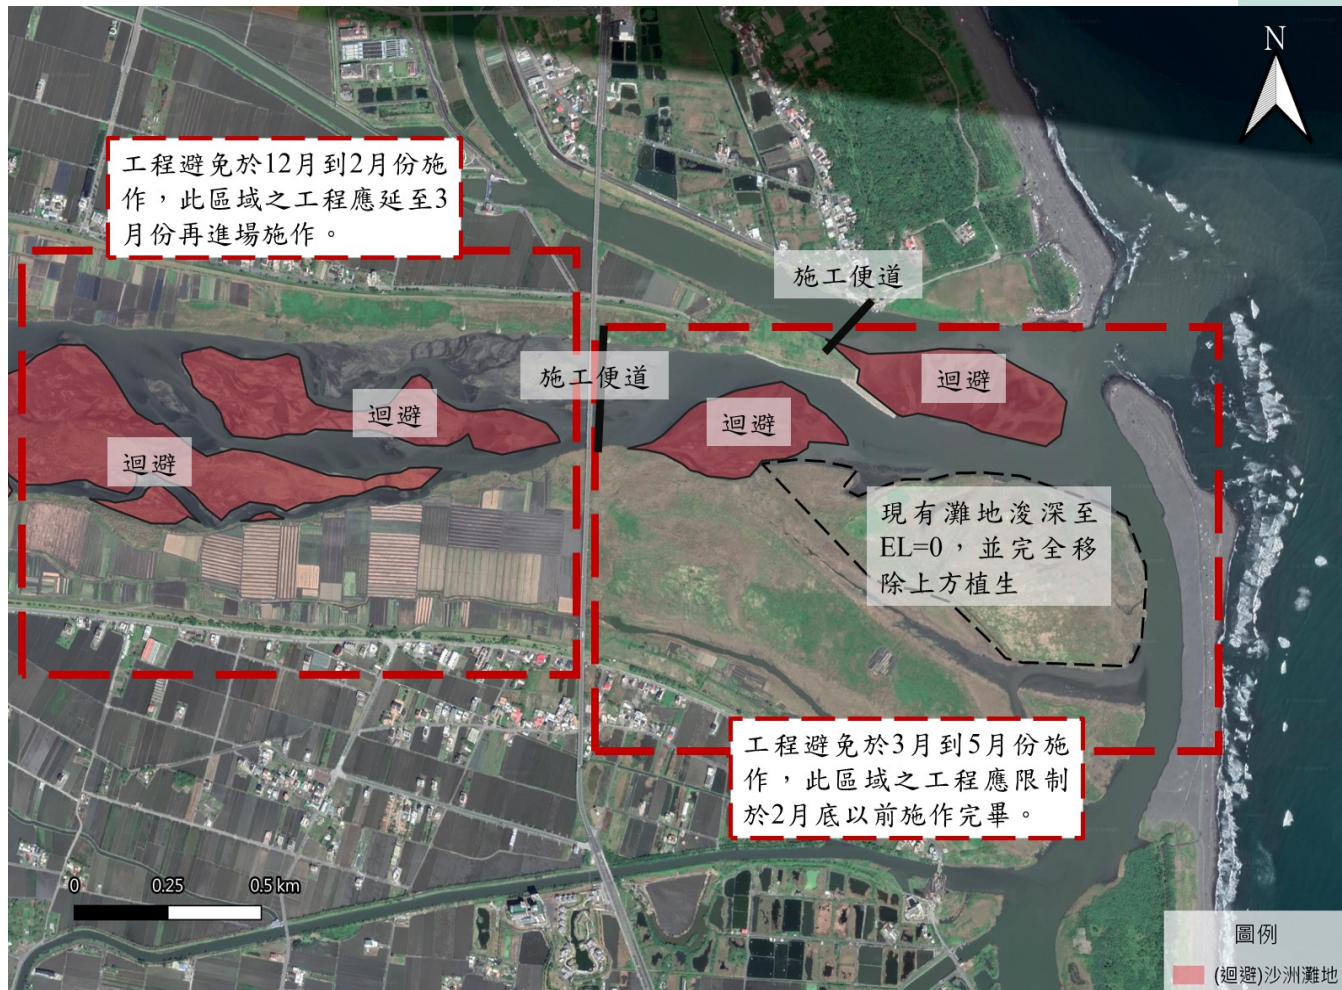 N
工程避免於12月到2月份施
作，此區域之工程應延至3
月份再進場施作。
施工便道
施工便道
迴避
迴避
迴避
迴避
現有灘地浚深至
EL=0，並完全移
除上方植生
工程避免於3月到5月份施
作，此區域之工程應限制
於2月底以前施作完畢。
0 0.25 0.5 km
圖例
(迴避)沙洲灘地